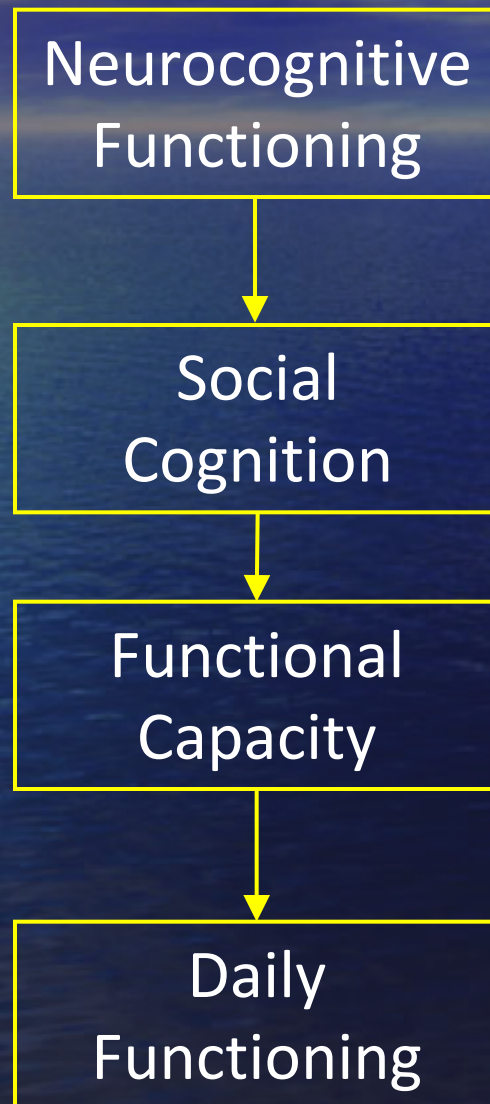 Neurocognitive
Functioning
Social
Cognition
Functional
Capacity
Daily
Functioning